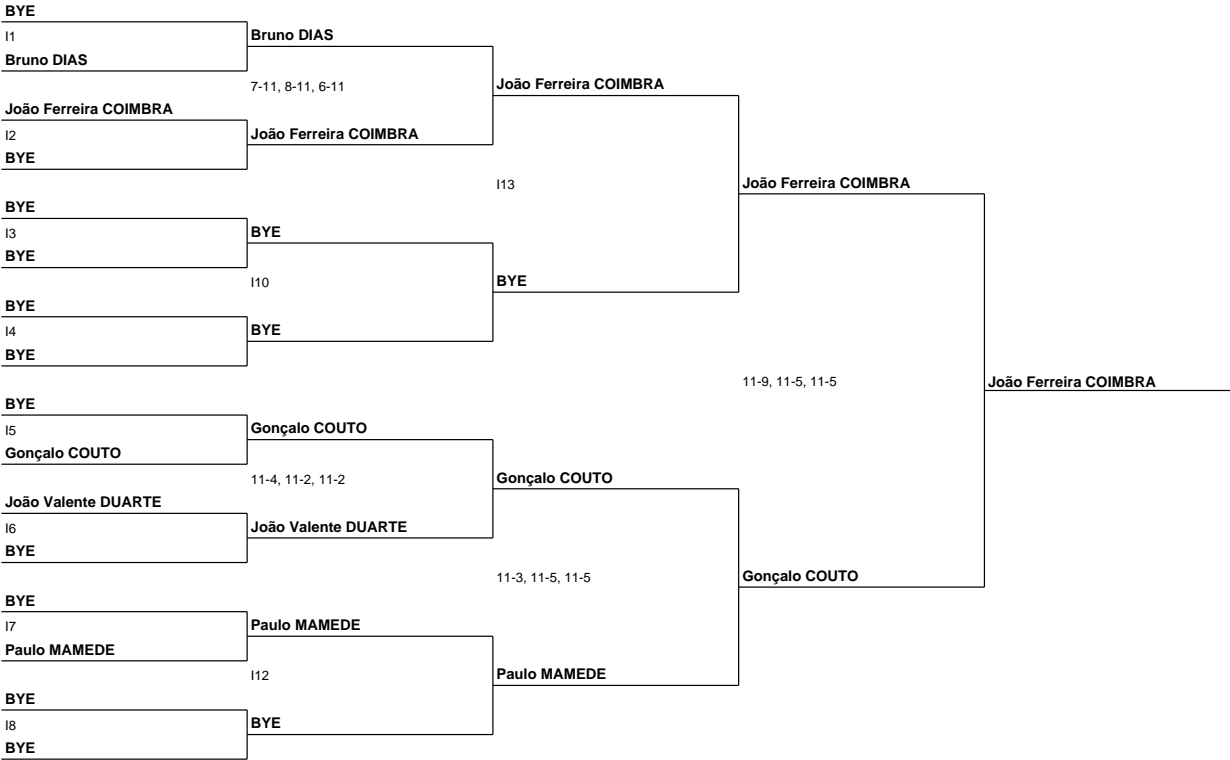 BYE
I1
Bruno DIAS
Bruno DIAS
7-11, 8-11, 6-11
João Ferreira COIMBRA
João Ferreira COIMBRA
I2
João Ferreira COIMBRA
BYE
I13
João Ferreira COIMBRA
BYE
I3
BYE
BYE
I10
BYE
BYE
I4
BYE
BYE
11-9, 11-5, 11-5
João Ferreira COIMBRA
BYE
I5
Gonçalo COUTO
Gonçalo COUTO
11-4, 11-2, 11-2
Gonçalo COUTO
João Valente DUARTE
I6
João Valente DUARTE
BYE
11-3, 11-5, 11-5
Gonçalo COUTO
BYE
I7
Paulo MAMEDE
Paulo MAMEDE
I12
Paulo MAMEDE
BYE
I8
BYE
BYE